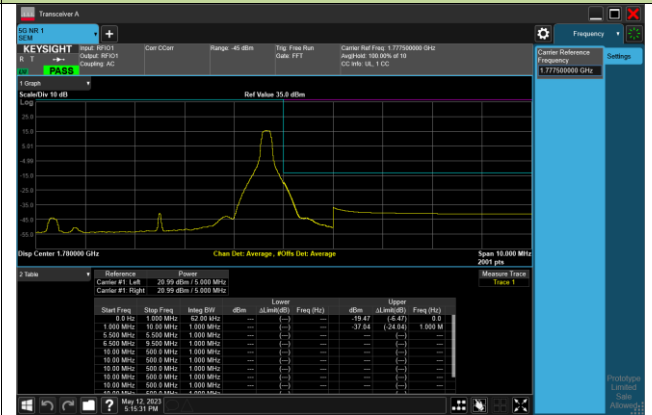 Transceiver A
5G NR 1
SEM
Frequency
KEYSIGHT
R T
LV
PASS
Input: RFIO1
Output: RFIO1
Coupling: AC
Corr CCorr
Range: -45 dBm
Trig: Free Run
Gate: FFT
Carrier Ref Freq: 1.777500000 GHz
Avg|Hold: 100.00% of 10
CC Info: UL, 1 CC
Carrier Reference
Frequency
1.777500000 GHz
Settings
1 Graph
Scale/Div 10 dB
Ref Value 35.0 dBm
Log
25.0
15.0
5.01
-4.99
-15.0
-25.0
-35.0
-45.0
-55.0
Disp Center 1.780000 GHz
Chan Det: Average , #Offs Det: Average
Span 10.000 MHz
2001 pts
2 Table
Reference Power
Carrier #1: Left 20.99 dBm / 5.000 MHz
Carrier #1: Right 20.99 dBm / 5.000 MHz
Measure Trace
Trace 1
Lower Upper
Start Freq Stop Freq Integ BW dBm ΔLimit(dB) Freq (Hz) dBm ΔLimit(dB) Freq (Hz)
0.0 Hz 1.000 MHz 62.00 kHz --- (---) --- -19.47 (-6.47) 0.0
1.000 MHz 10.00 MHz 1.000 MHz --- (---) --- -37.04 (-24.04) 1.000 M
5.500 MHz 5.500 MHz 1.000 MHz --- (---) --- --- (---) ---
6.500 MHz 9.500 MHz 1.000 MHz --- (---) --- --- (---) ---
10.00 MHz 500.0 MHz 1.000 MHz --- (---) --- --- (---) ---
10.00 MHz 500.0 MHz 1.000 MHz --- (---) --- --- (---) ---
10.00 MHz 500.0 MHz 1.000 MHz --- (---) --- --- (---) ---
10.00 MHz 500.0 MHz 1.000 MHz --- (---) --- --- (---) ---
10.00 MHz 500.0 MHz 1.000 MHz --- (---) --- --- (---) ---
May 12, 2023
5:15:31 PM
Prototype
Limited
Sale
Allowed